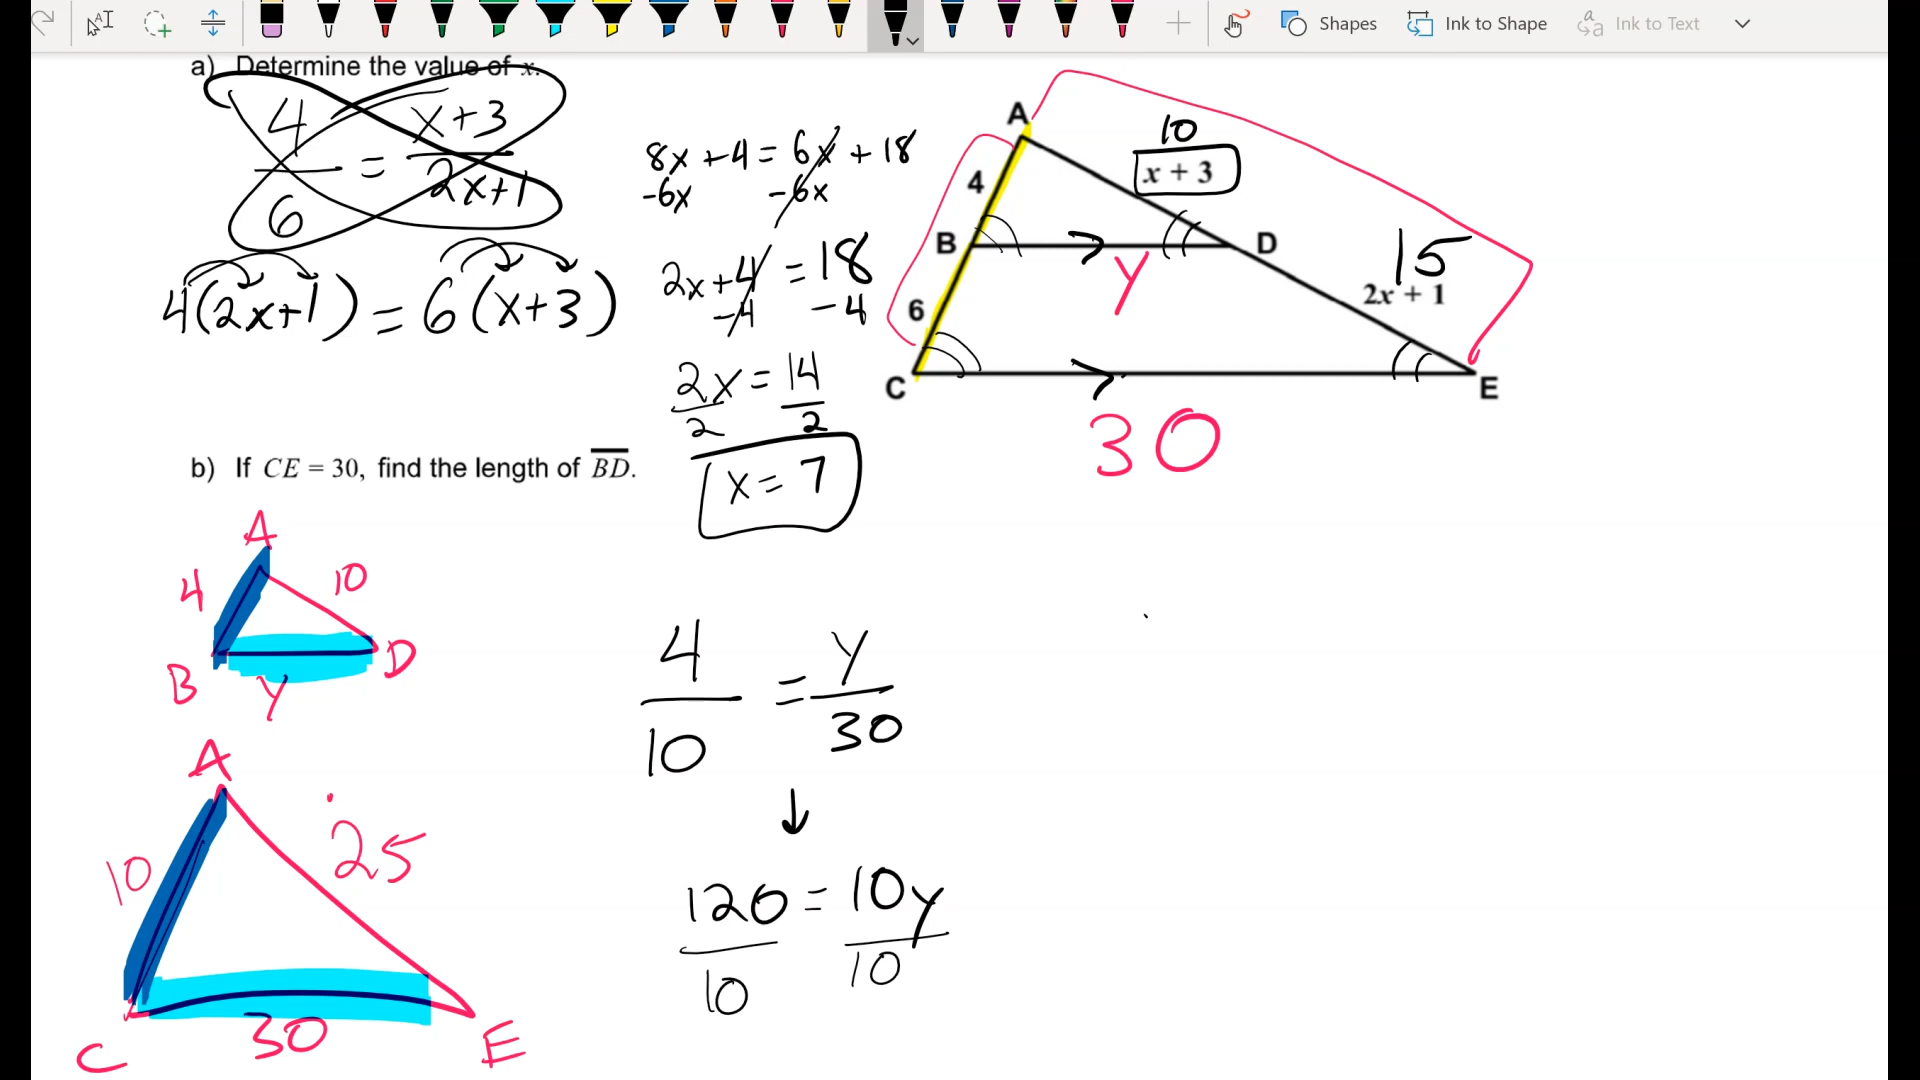 Shapes Ink to Shape Ink to Text
a) Determine the value of x.
4/6 = x+3/2x+1
4(2x+1) = 6(x+3)
8x+4 = 6x+18
-6x -6x
2x+4 = 18
-4 -4
2x = 14
2 2
x = 7
A
10
x + 3
4
B
D
y
15
2x + 1
6
C
E
30
b) If CE = 30, find the length of BD.
A
4
10
B
y
D
A
10
25
C
30
E
4/10 = y/30
↓
120 = 10y
10 10